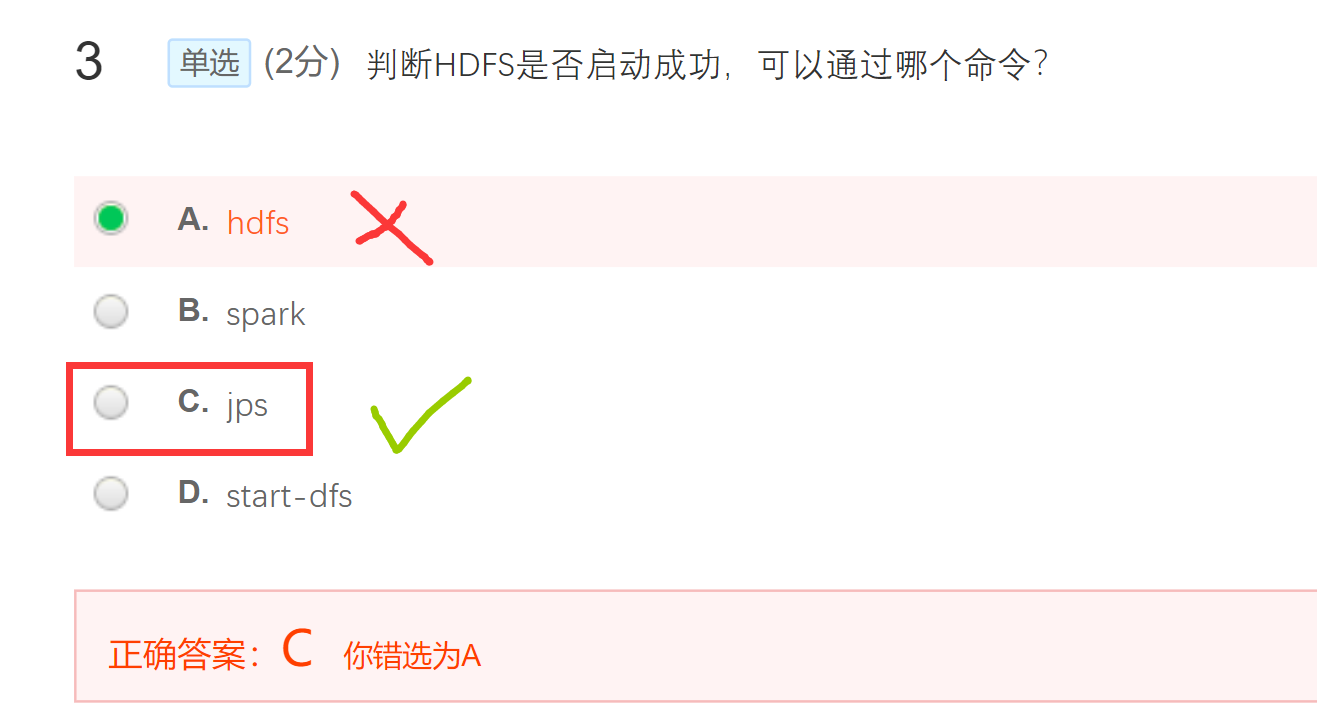 3 单选 (2分) 判断HDFS是否启动成功，可以通过哪个命令？
A. hdfs
B. spark
C. jps
D. start-dfs
正确答案：C 你错选为A